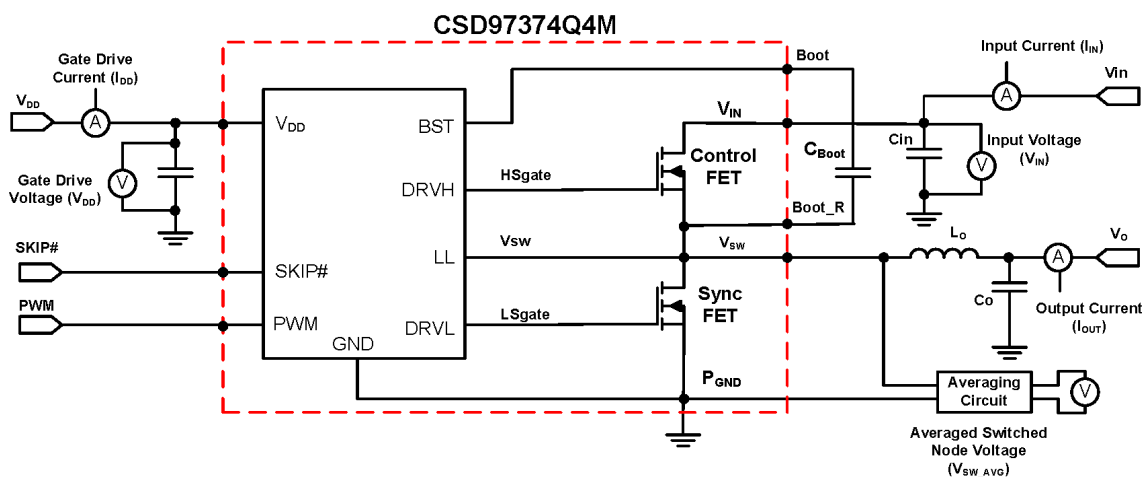 CSD97374Q4M
Gate Drive
Current (IDD)
Input Current (IIN)
Boot
Vin
VDD
A
A
VDD
BST
VIN
Cin
V
Input Voltage
(VIN)
V
Gate Drive
Voltage (VDD)
Control
FET
CBoot
DRVH
HSgate
Boot_R
SKIP#
Vsw
VSW
LO
VO
LL
A
SKIP#
Sync
FET
Co
Output Current
(IOUT)
PWM
PWM
DRVL
LSgate
GND
PGND
Averaging
Circuit
V
Averaged Switched
Node Voltage
(VSW AVG)